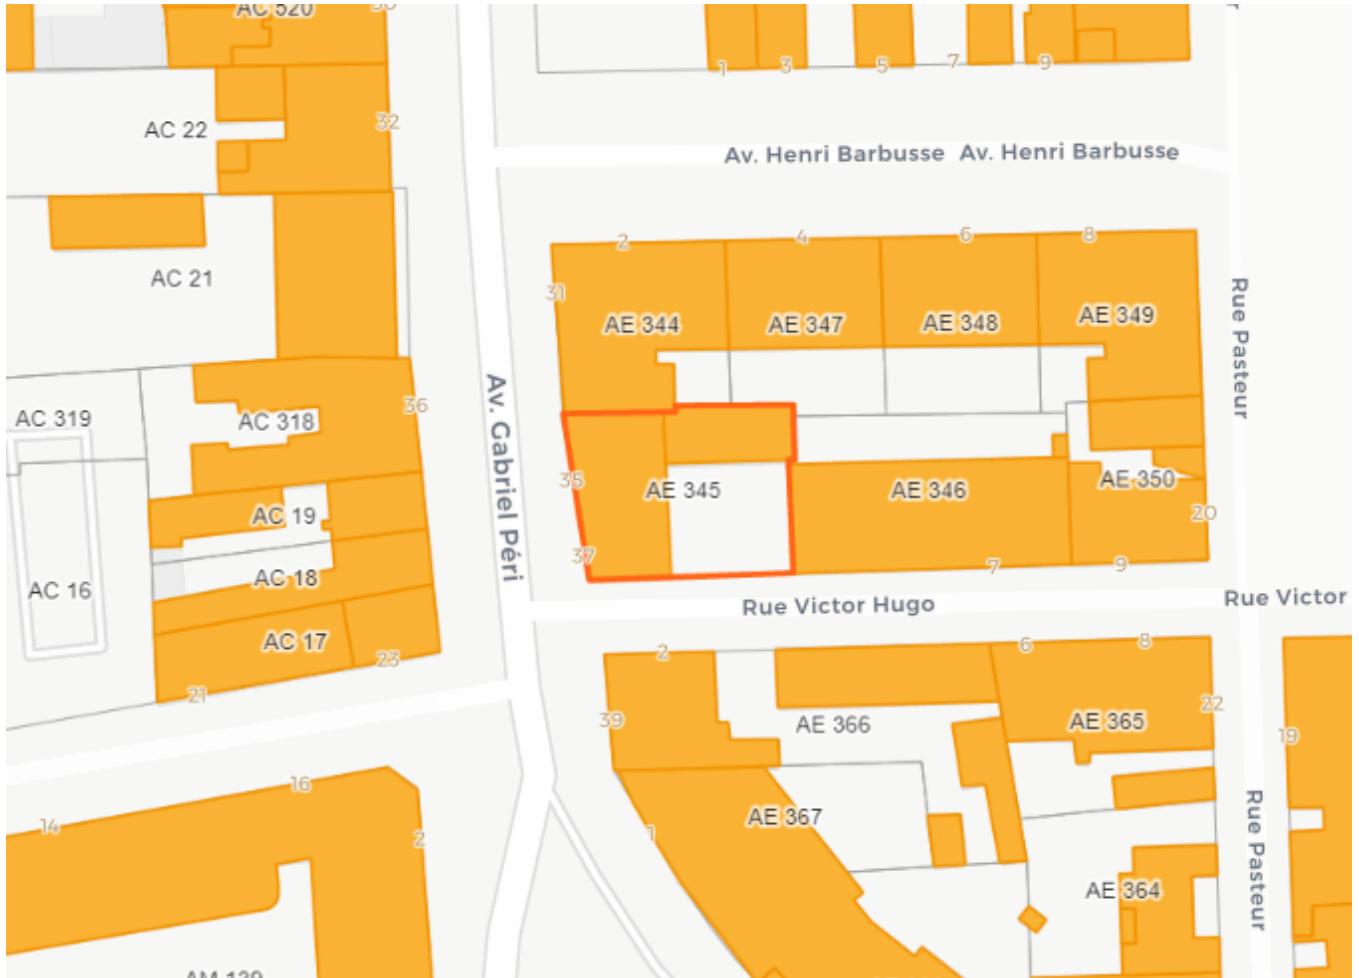 AC 520
30
1
3
5
7
9
AC 22
32
Av. Henri Barbusse Av. Henri Barbusse
AC 21
31
2
4
6
8
AE 344
AE 347
AE 348
AE 349
Rue Pasteur
AC 319
AC 318
36
Av. Gabriel Péri
35
AE 345
AE 346
AE 350
AC 19
20
AC 16
AC 18
37
7
9
Rue Victor Hugo
Rue Victor
AC 17
23
21
2
6
8
39
AE 366
AE 365
22
19
16
14
2
1
AE 367
Rue Pasteur
AE 364
AM 139